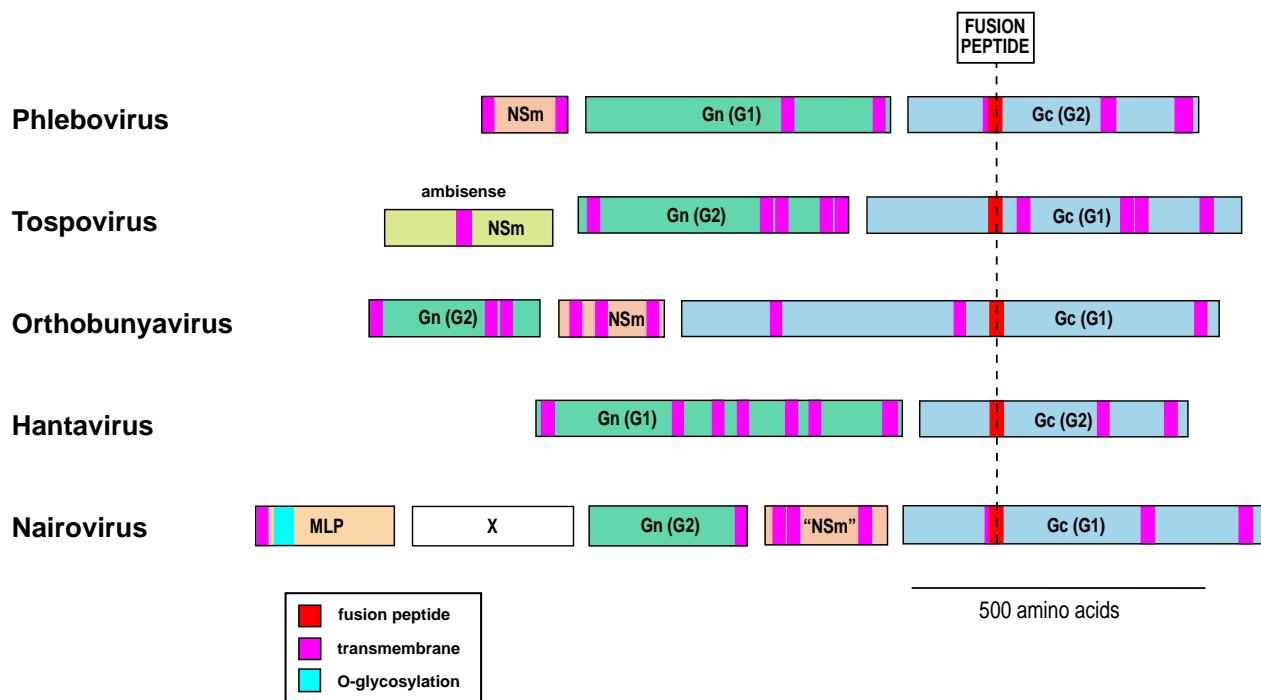 FUSION
PEPTIDE
Phlebovirus
NSm
Gn (G1)
Gc (G2)
ambisense
Tospovirus
NSm
Gn (G2)
Gc (G1)
Orthobunyavirus
Gn (G2)
NSm
Gc (G1)
Hantavirus
Gn (G1)
Gc (G2)
Nairovirus
MLP
X
Gn (G2)
“NSm”
Gc (G1)
500 amino acids
fusion peptide
transmembrane
O-glycosylation